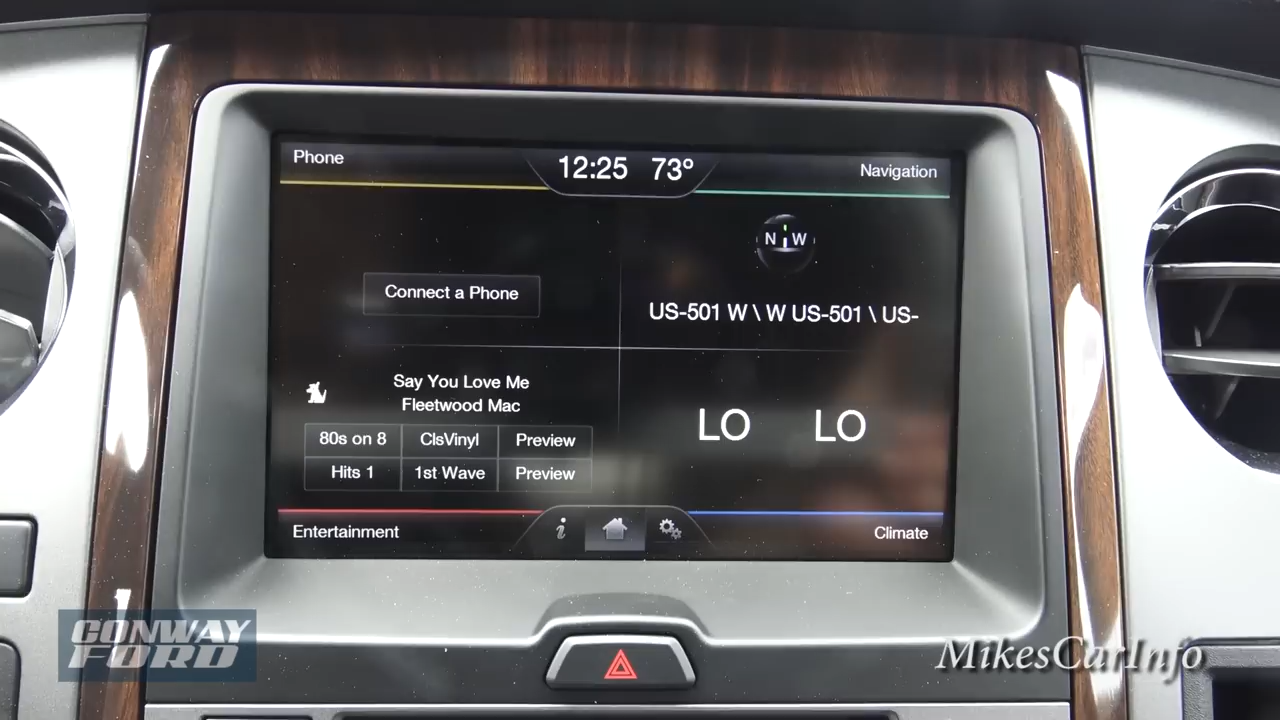 Phone
12:25 73º
Navigation
N W
Connect a Phone
US-501 W \ W US-501 \ US-
Say You Love Me
Fleetwood Mac
80s on 8 ClsVinyl Preview
Hits 1 1st Wave Preview
LO LO
Entertainment
i
Climate
CONWAY
FORD
MikesCarInfo